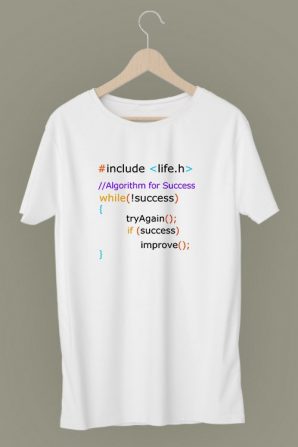 #include <life.h>
//Algorithm for Success
while(!success)
{
tryAgain();
if (success)
improve();
}